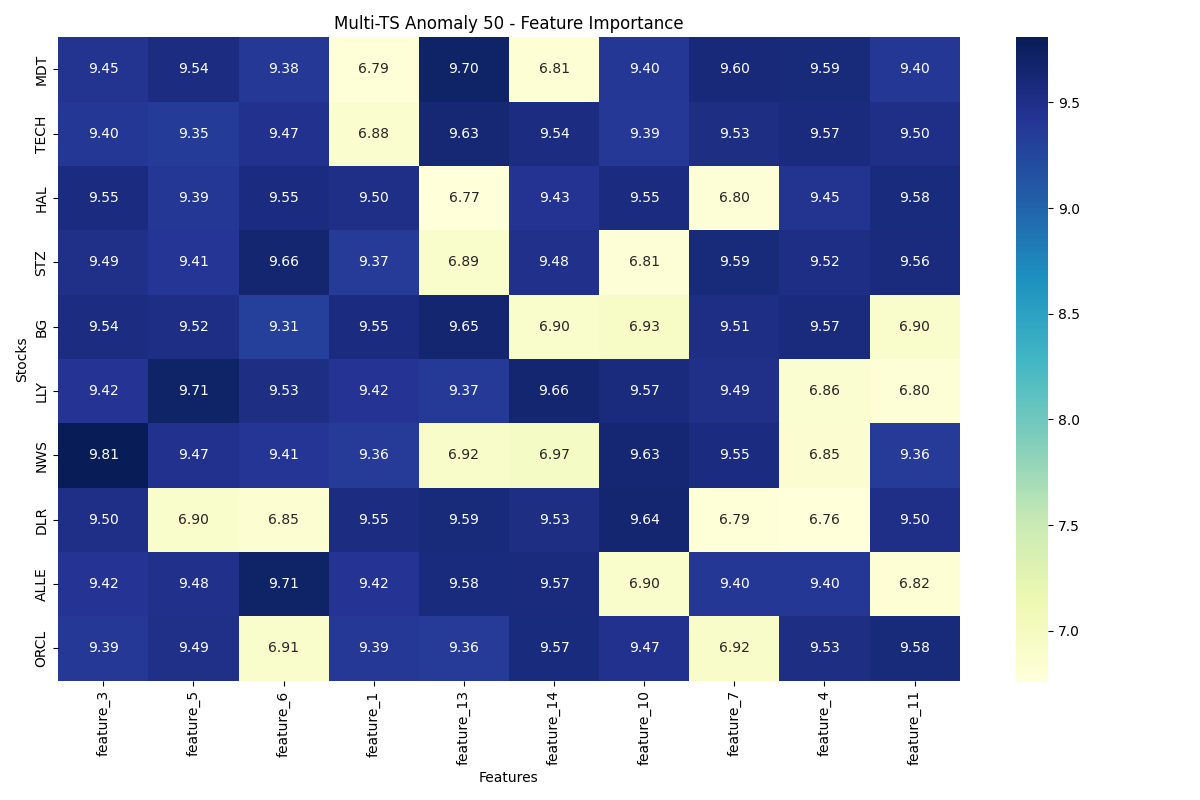 Multi-TS Anomaly 50 - Feature Importance
Stocks
MDT 9.45 9.54 9.38 6.79 9.70 6.81 9.40 9.60 9.59 9.40
TECH 9.40 9.35 9.47 6.88 9.63 9.54 9.39 9.53 9.57 9.50
HAL 9.55 9.39 9.55 9.50 6.77 9.43 9.55 6.80 9.45 9.58
STZ 9.49 9.41 9.66 9.37 6.89 9.48 6.81 9.59 9.52 9.56
BG 9.54 9.52 9.31 9.55 9.65 6.90 6.93 9.51 9.57 6.90
LLY 9.42 9.71 9.53 9.42 9.37 9.66 9.57 9.49 6.86 6.80
NWS 9.81 9.47 9.41 9.36 6.92 6.97 9.63 9.55 6.85 9.36
DLR 9.50 6.90 6.85 9.55 9.59 9.53 9.64 6.79 6.76 9.50
ALLE 9.42 9.48 9.71 9.42 9.58 9.57 6.90 9.40 9.40 6.82
ORCL 9.39 9.49 6.91 9.39 9.36 9.57 9.47 6.92 9.53 9.58
feature_3 feature_5 feature_6 feature_1 feature_13 feature_14 feature_10 feature_7 feature_4 feature_11
Features
9.5
9.0
8.5
8.0
7.5
7.0